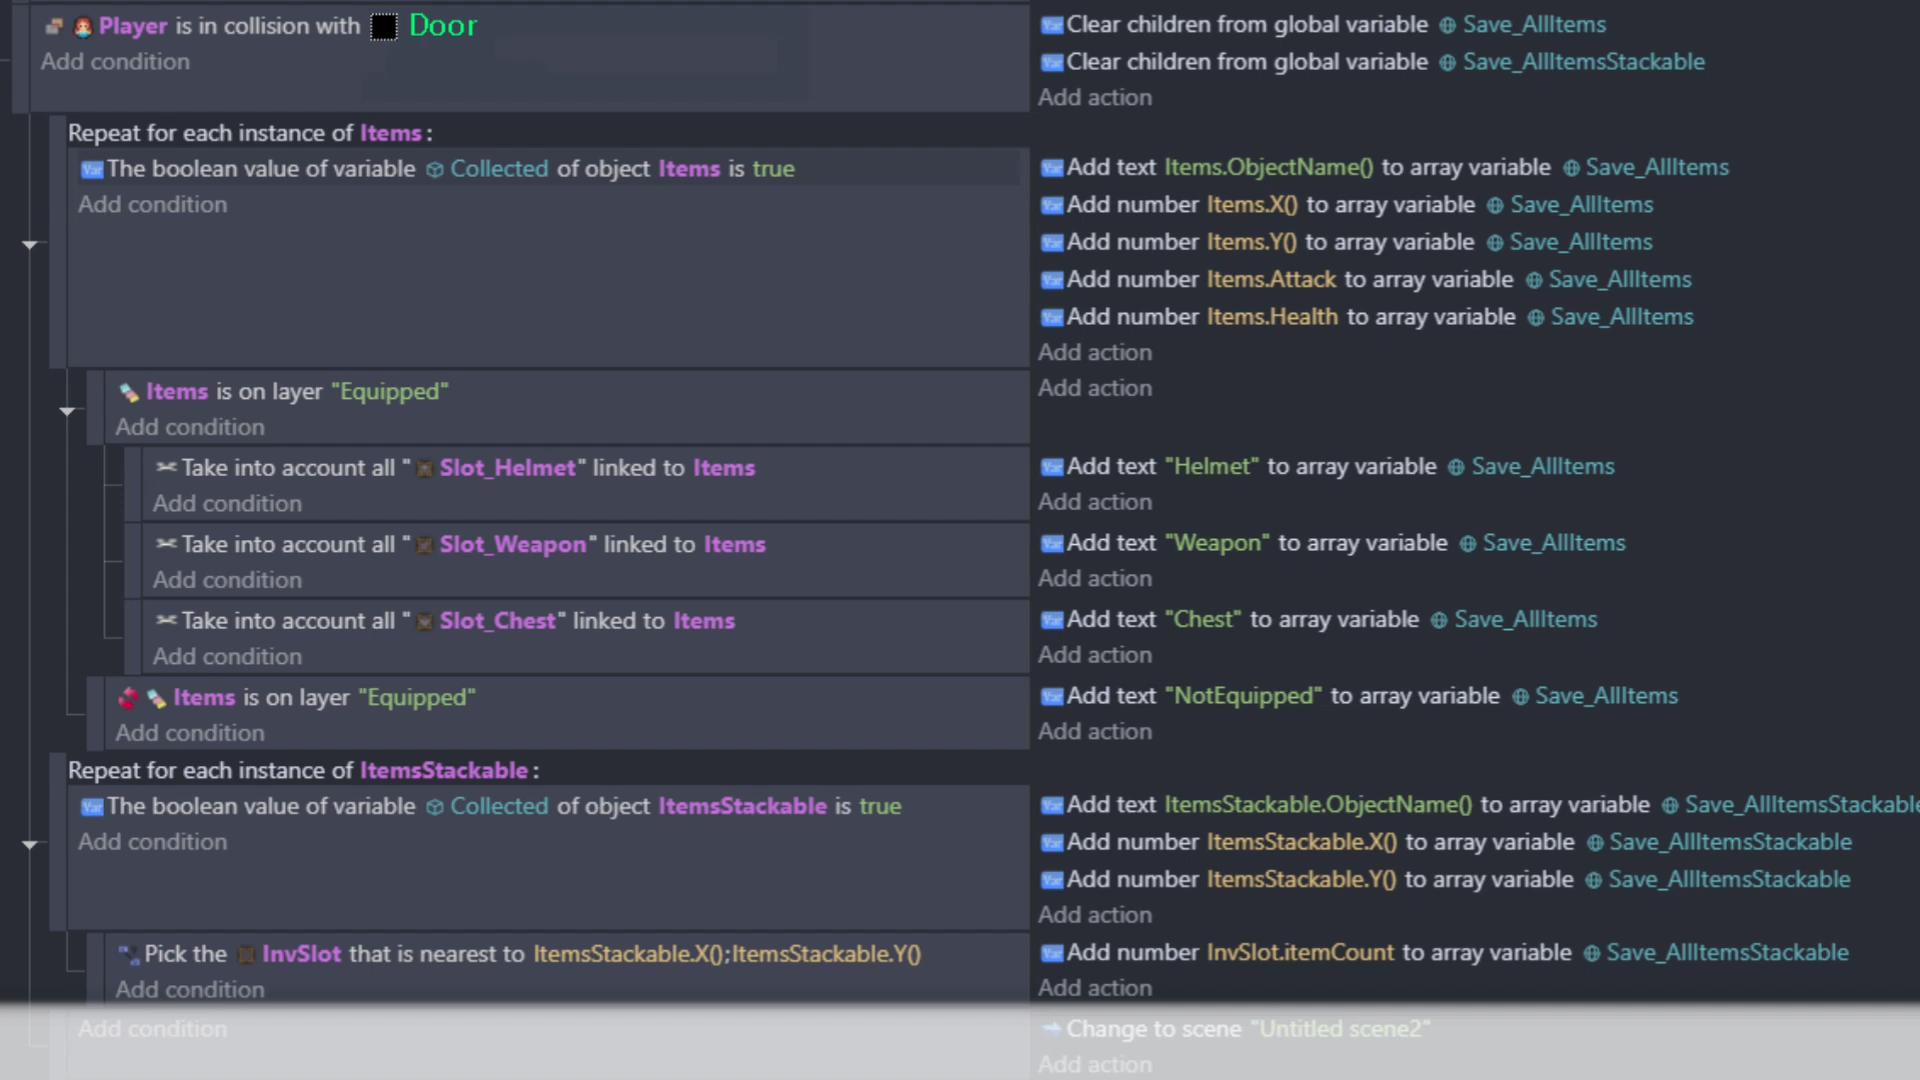 Player is in collision with Door
Add condition
Clear children from global variable Save_AllItems
Clear children from global variable Save_AllItemsStackable
Add action
Repeat for each instance of Items :
The boolean value of variable Collected of object Items is true
Add condition
Add text Items.ObjectName() to array variable Save_AllItems
Add number Items.X() to array variable Save_AllItems
Add number Items.Y() to array variable Save_AllItems
Add number Items.Attack to array variable Save_AllItems
Add number Items.Health to array variable Save_AllItems
Add action
Items is on layer "Equipped"
Add condition
Add action
Take into account all "Slot_Helmet" linked to Items
Add condition
Add text "Helmet" to array variable Save_AllItems
Add action
Take into account all "Slot_Weapon" linked to Items
Add condition
Add text "Weapon" to array variable Save_AllItems
Add action
Take into account all "Slot_Chest" linked to Items
Add condition
Add text "Chest" to array variable Save_AllItems
Add action
Items is on layer "Equipped"
Add condition
Add text "NotEquipped" to array variable Save_AllItems
Add action
Repeat for each instance of ItemsStackable :
The boolean value of variable Collected of object ItemsStackable is true
Add condition
Add text ItemsStackable.ObjectName() to array variable Save_AllItemsStackable
Add number ItemsStackable.X() to array variable Save_AllItemsStackable
Add number ItemsStackable.Y() to array variable Save_AllItemsStackable
Add action
Pick the InvSlot that is nearest to ItemsStackable.X();ItemsStackable.Y()
Add condition
Add number InvSlot.itemCount to array variable Save_AllItemsStackable
Add action
Add condition
Change to scene "Untitled scene2"
Add action